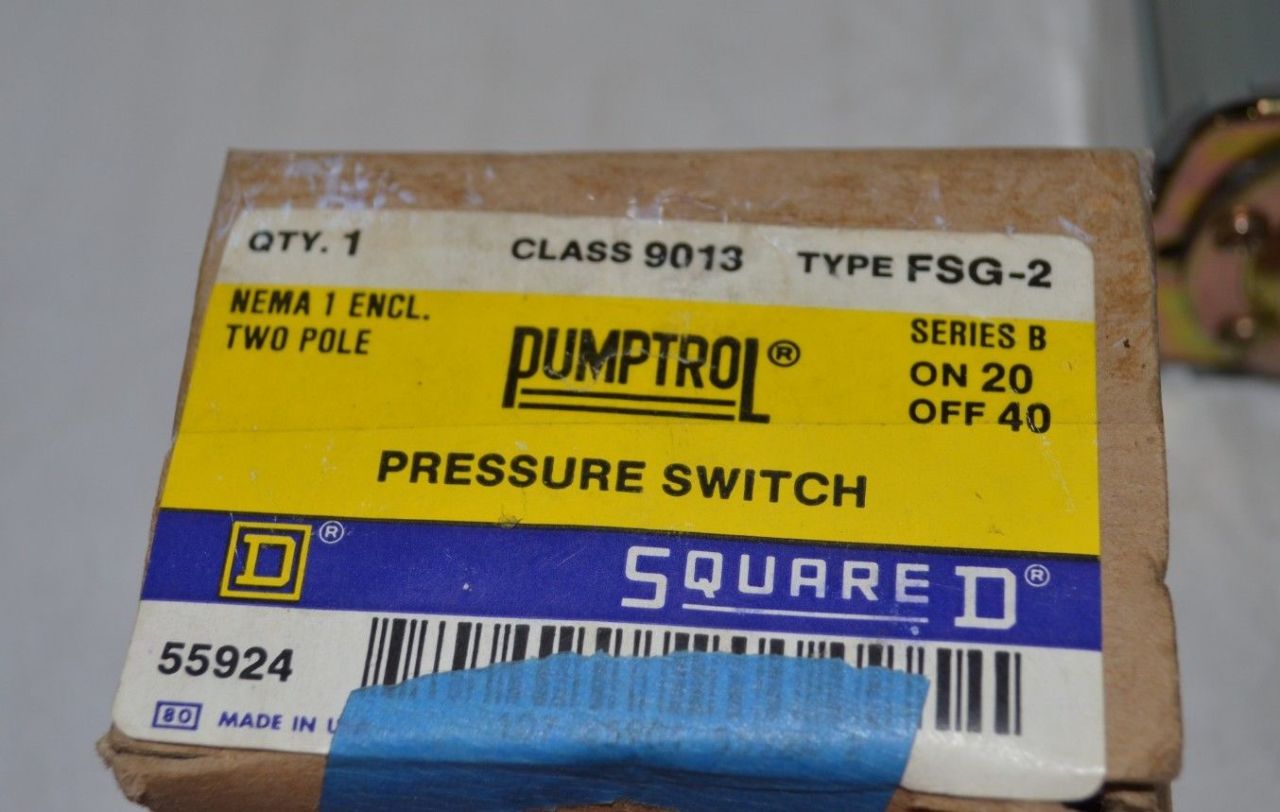 QTY. 1 CLASS 9013 TYPE FSG-2
NEMA 1 ENCL.
TWO POLE
PUMPTROL®
SERIES B
ON 20
OFF 40
PRESSURE SWITCH
D® SQUARE D®
55924
80 MADE IN